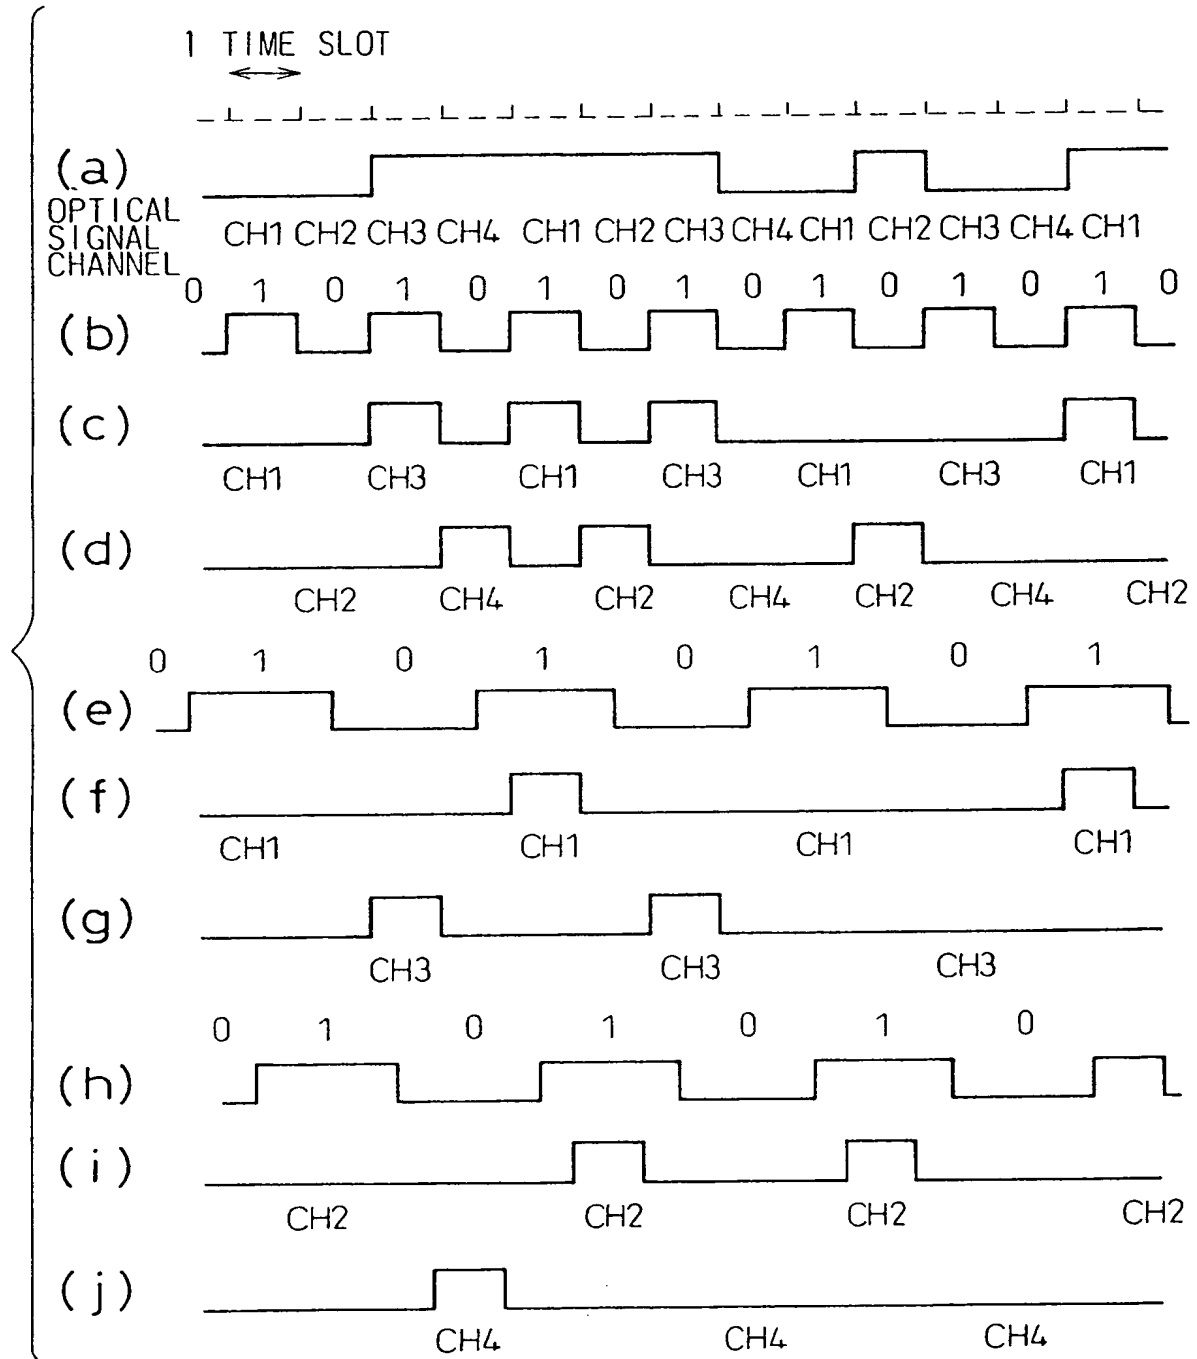 1 TIME SLOT
(a)
OPTICAL SIGNAL CHANNEL
CH1 CH2 CH3 CH4 CH1 CH2 CH3 CH4 CH1 CH2 CH3 CH4 CH1
0 1 0 1 0 1 0 1 0 1 0 1 0 1 0
(b)
(c)
CH1 CH3 CH1 CH3 CH1 CH3 CH1
(d)
CH2 CH4 CH2 CH4 CH2 CH4 CH2
0 1 0 1 0 1 0 1
(e)
(f)
CH1 CH1 CH1 CH1
(g)
CH3 CH3 CH3
0 1 0 1 0 1 0
(h)
(i)
CH2 CH2 CH2 CH2
(j)
CH4 CH4 CH4